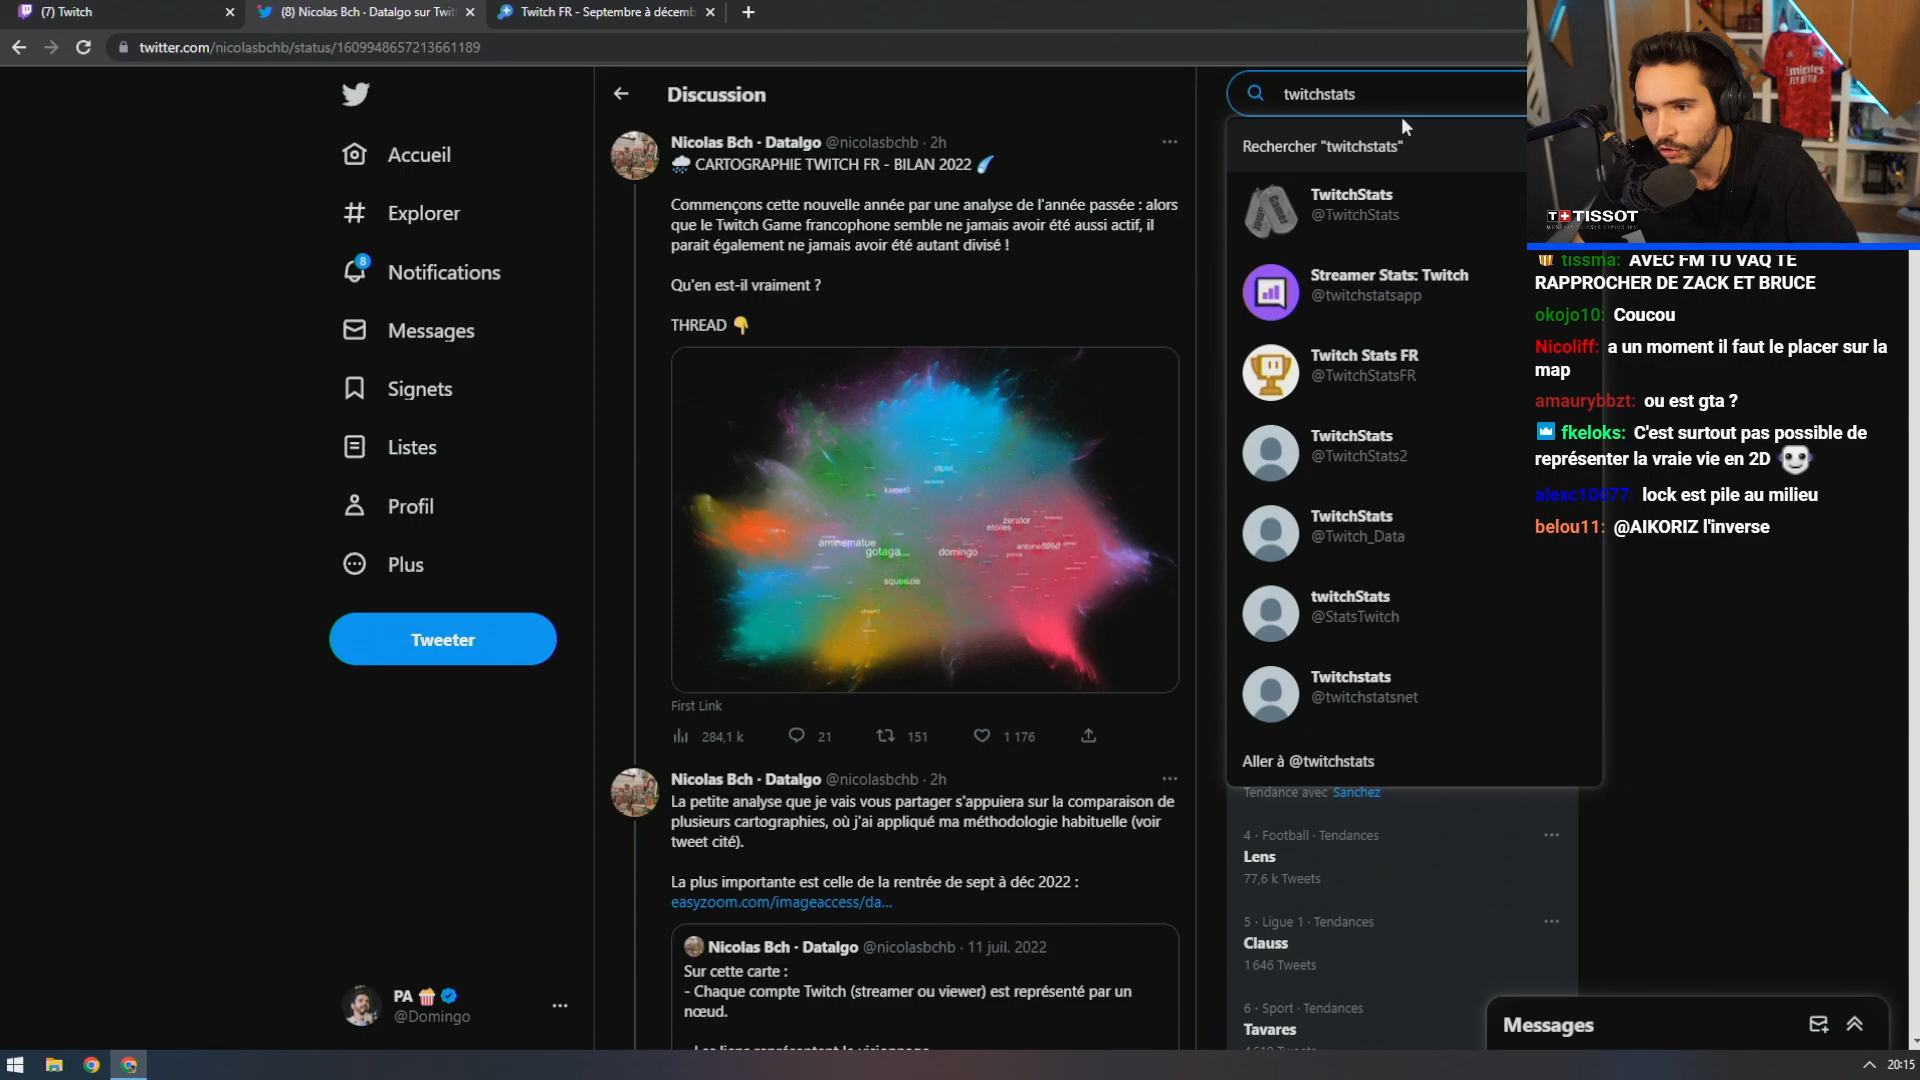 (7) Twitch
(8) Nicolas Bch - Datalgo sur Twit
Twitch FR - Septembre à décemb
twitter.com/nicolasbchb/status/1609948657213661189
Accueil
Explorer
8
Notifications
Messages
Signets
Listes
Profil
Plus
Tweeter
PA
@Domingo
Discussion
Nicolas Bch - Datalgo @nicolasbchb · 2h
CARTOGRAPHIE TWITCH FR - BILAN 2022
Commençons cette nouvelle année par une analyse de l'année passée : alors
que le Twitch Game francophone semble ne jamais avoir été aussi actif, il
parait également ne jamais avoir été autant divisé !
Qu'en est-il vraiment ?
THREAD
otplol_
kamet0
zerator
etoiles
aminematue
gotaga
domingo
antoinedaniel
ponce
squeezie
First Link
284,1 k
21
151
1 176
Nicolas Bch - Datalgo @nicolasbchb · 2h
La petite analyse que je vais vous partager s'appuiera sur la comparaison de
plusieurs cartographies, où j'ai appliqué ma méthodologie habituelle (voir
tweet cité).
La plus importante est celle de la rentrée de sept à déc 2022 :
easyzoom.com/imageaccess/da...
Nicolas Bch - Datalgo @nicolasbchb · 11 juil. 2022
Sur cette carte :
- Chaque compte Twitch (streamer ou viewer) est représenté par un
nœud.
twitchstats
Rechercher "twitchstats"
TwitchStats
@TwitchStats
Streamer Stats: Twitch
@twitchstatsapp
Twitch Stats FR
@TwitchStatsFR
TwitchStats
@TwitchStats2
TwitchStats
@Twitch_Data
twitchStats
@StatsTwitch
Twitchstats
@twitchstatsnet
Aller à @twitchstats
Tendance avec Sanchez
4 · Football · Tendances
Lens
77,6 k Tweets
5 · Ligue 1 · Tendances
Clauss
1 646 Tweets
6 · Sport · Tendances
Tavares
Messages
Emirates
TISSOT
tissma: AVEC FM TU VAQ TE
RAPPROCHER DE ZACK ET BRUCE
okojo10: Coucou
Nicoliff: a un moment il faut le placer sur la
map
amaurybbzt: ou est gta ?
fkeloks: C'est surtout pas possible de
représenter la vraie vie en 2D
alexc10077: lock est pile au milieu
belou11: @AIKORIZ l'inverse
20:15